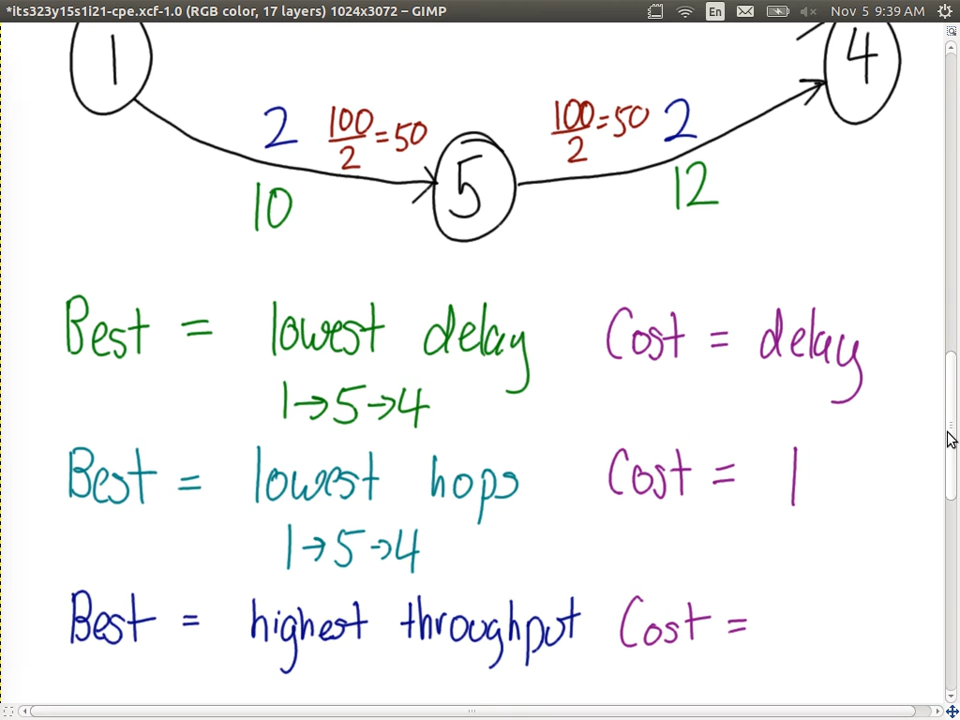 *its323y15s1i21-cpe.xcf-1.0 (RGB color, 17 layers) 1024x3072 – GIMP En Nov 5 9:39 AM
1 4
2 100/2 = 50 100/2 = 50 2
5
10 12
Best = lowest delay Cost = delay
1→5→4
Best = lowest hops Cost = 1
1→5→4
Best = highest throughput Cost =